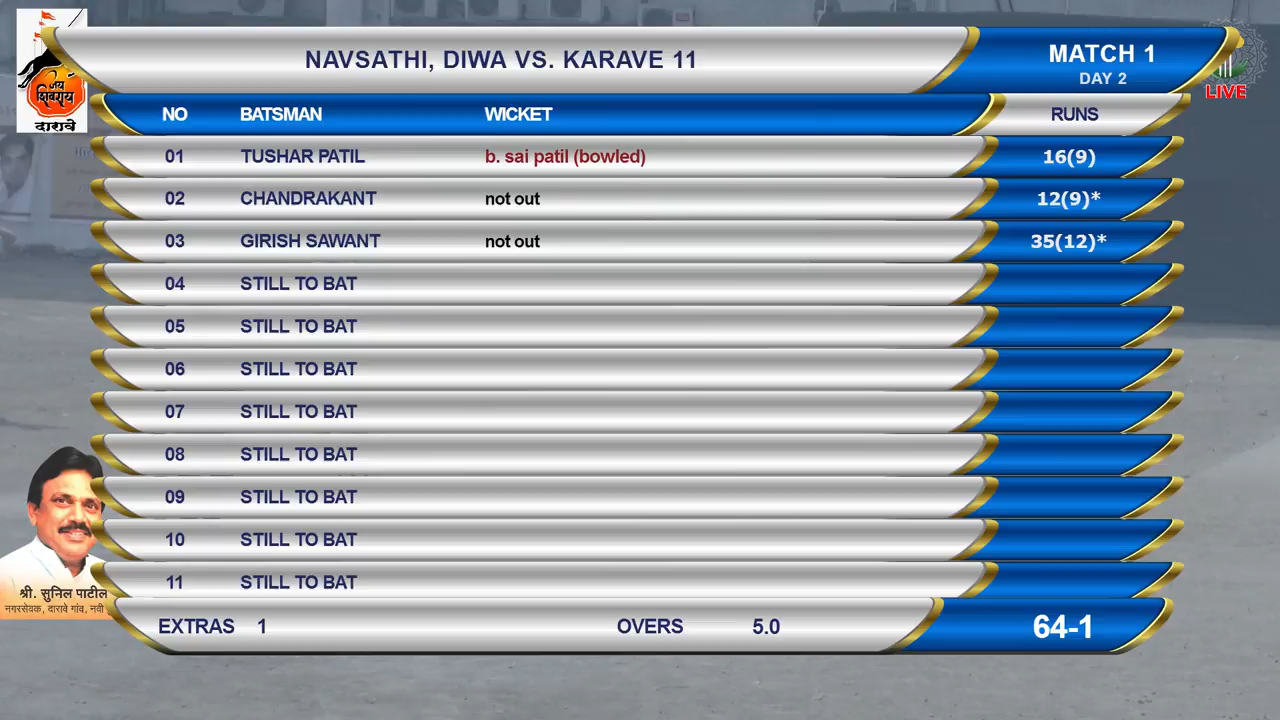 NAVSATHI, DIWA VS. KARAVE 11
MATCH 1
DAY 2
LIVE
जय
शिवराय
दारावे
NO BATSMAN WICKET RUNS
01 TUSHAR PATIL b. sai patil (bowled) 16(9)
02 CHANDRAKANT not out 12(9)*
03 GIRISH SAWANT not out 35(12)*
04 STILL TO BAT
05 STILL TO BAT
06 STILL TO BAT
07 STILL TO BAT
08 STILL TO BAT
09 STILL TO BAT
10 STILL TO BAT
11 STILL TO BAT
EXTRAS 1 OVERS 5.0 64-1
श्री. सुनिल पाटील
नगरसेवक, दारावे गांव, नवी